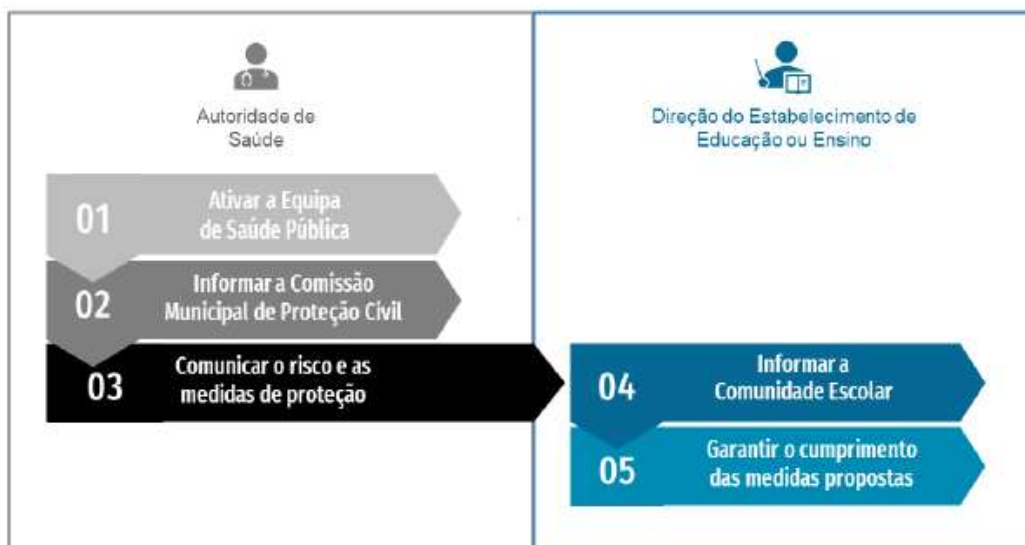 Autoridade de
Saúde
01
Ativar a Equipa
de Saúde Pública
02
Informar a Comissão
Municipal de Proteção Civil
03
Comunicar o risco e as
medidas de proteção
Direção do Estabelecimento de
Educação ou Ensino
04
Informar a
Comunidade Escolar
05
Garantir o cumprimento
das medidas propostas